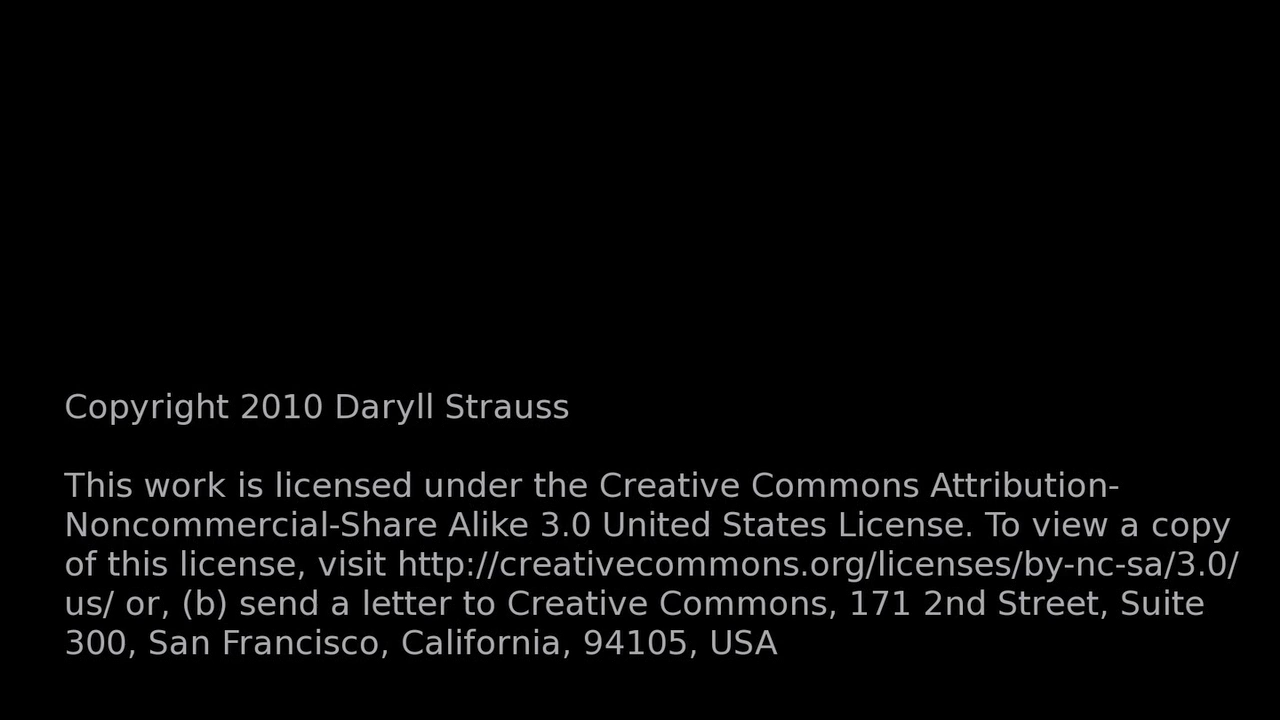 Copyright 2010 Daryll Strauss
This work is licensed under the Creative Commons Attribution-
Noncommercial-Share Alike 3.0 United States License. To view a copy
of this license, visit http://creativecommons.org/licenses/by-nc-sa/3.0/
us/ or, (b) send a letter to Creative Commons, 171 2nd Street, Suite
300, San Francisco, California, 94105, USA